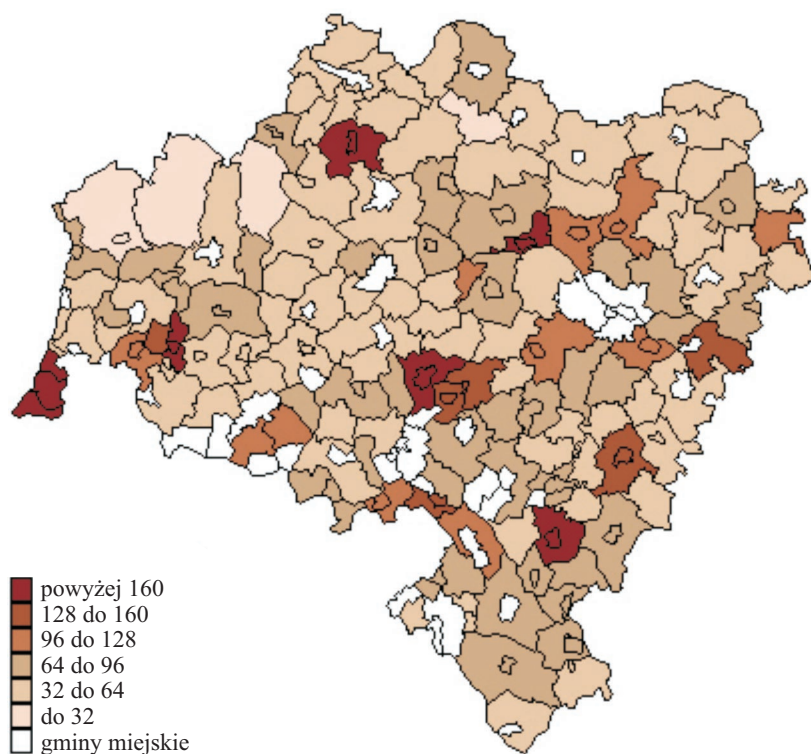 powyżej 160
128 do 160
96 do 128
64 do 96
32 do 64
do 32
gminy miejskie